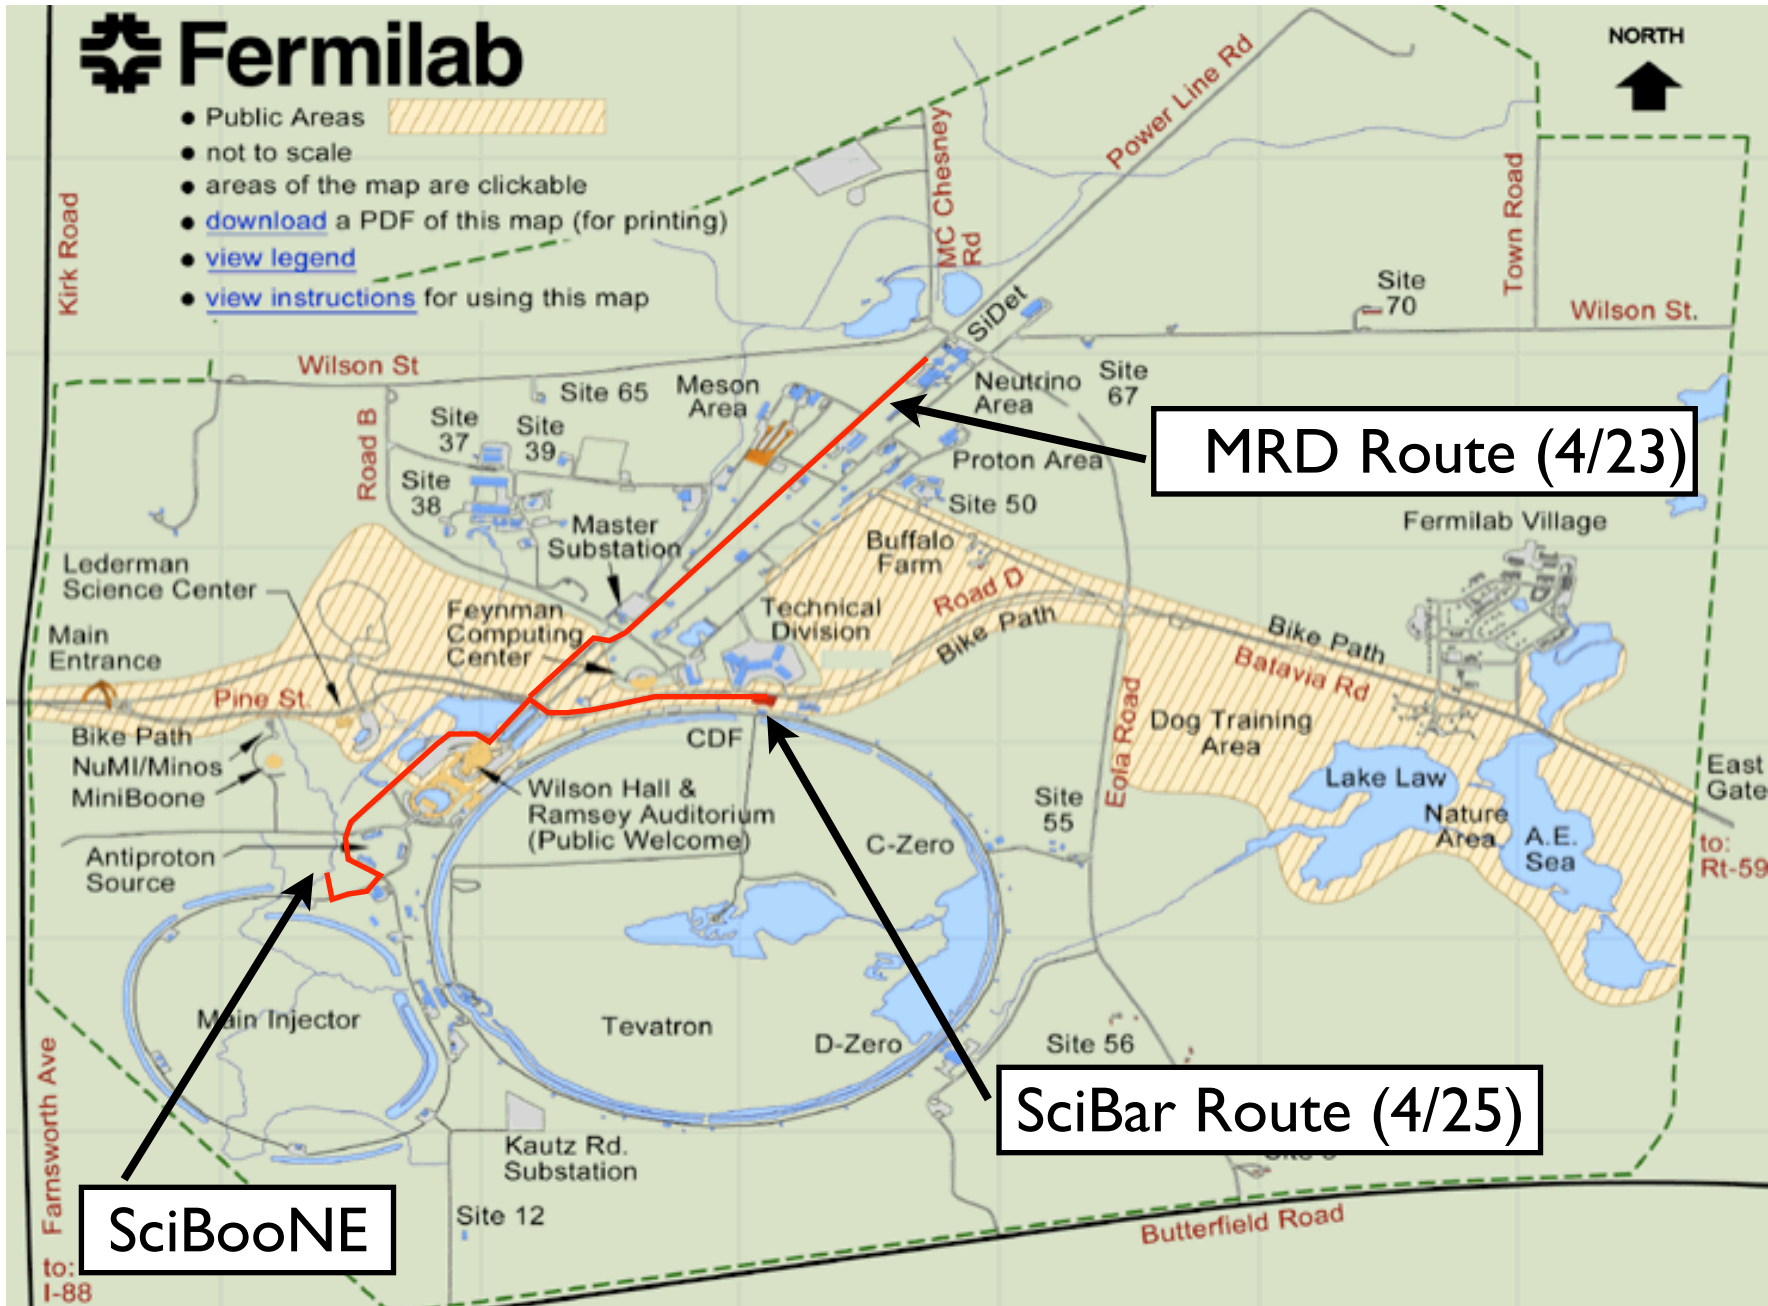 Fermilab
NORTH
• Public Areas
• not to scale
• areas of the map are clickable
• download a PDF of this map (for printing)
• view legend
• view instructions for using this map
Kirk Road
MC Chesney
Rd
Power Line Rd
Town Road
Site
70
Wilson St.
SiDet
Wilson St
Site 65
Meson
Area
Neutrino
Area
Site
67
Road B
Site
37
Site
39
MRD Route (4/23)
Proton Area
Site
38
Site 50
Master
Substation
Fermilab Village
Buffalo
Farm
Lederman
Science Center
Road D
Feynman
Computing
Center
Technical
Division
Bike Path
Main
Entrance
Bike Path
Batavia Rd
Pine St.
Eola Road
Dog Training
Area
Bike Path
NuMI/Minos
MiniBoone
CDF
Lake Law
East
Gate
Wilson Hall &
Ramsey Auditorium
(Public Welcome)
Site
55
Nature
Area
A.E.
Sea
C-Zero
to:
Rt-59
Antiproton
Source
Main Injector
Tevatron
D-Zero
Site 56
Farnsworth Ave
SciBar Route (4/25)
Kautz Rd.
Substation
SciBooNE
Site 12
Butterfield Road
to:
I-88